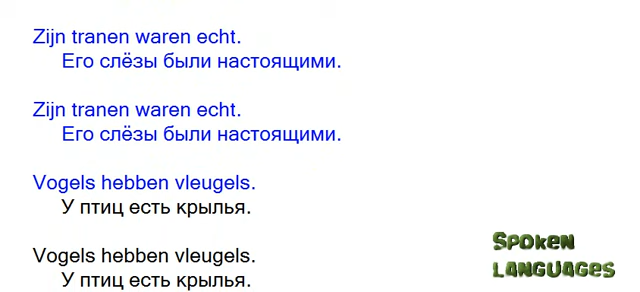 Zijn tranen waren echt.
Его слёзы были настоящими.
Zijn tranen waren echt.
Его слёзы были настоящими.
Vogels hebben vleugels.
У птиц есть крылья.
Vogels hebben vleugels.
У птиц есть крылья.
Spoken
Languages